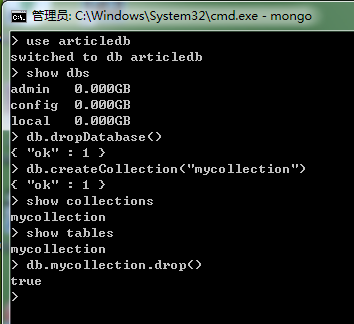 管理员: C:\Windows\System32\cmd.exe - mongo
> use articledb
switched to db articledb
> show dbs
admin   0.000GB
config  0.000GB
local   0.000GB
> db.dropDatabase()
{ "ok" : 1 }
> db.createCollection("mycollection")
{ "ok" : 1 }
> show collections
mycollection
> show tables
mycollection
> db.mycollection.drop()
true
>